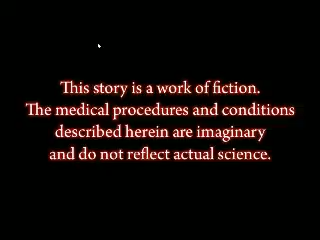 This story is a work of fiction.
The medical procedures and conditions
described herein are imaginary
and do not reflect actual science.